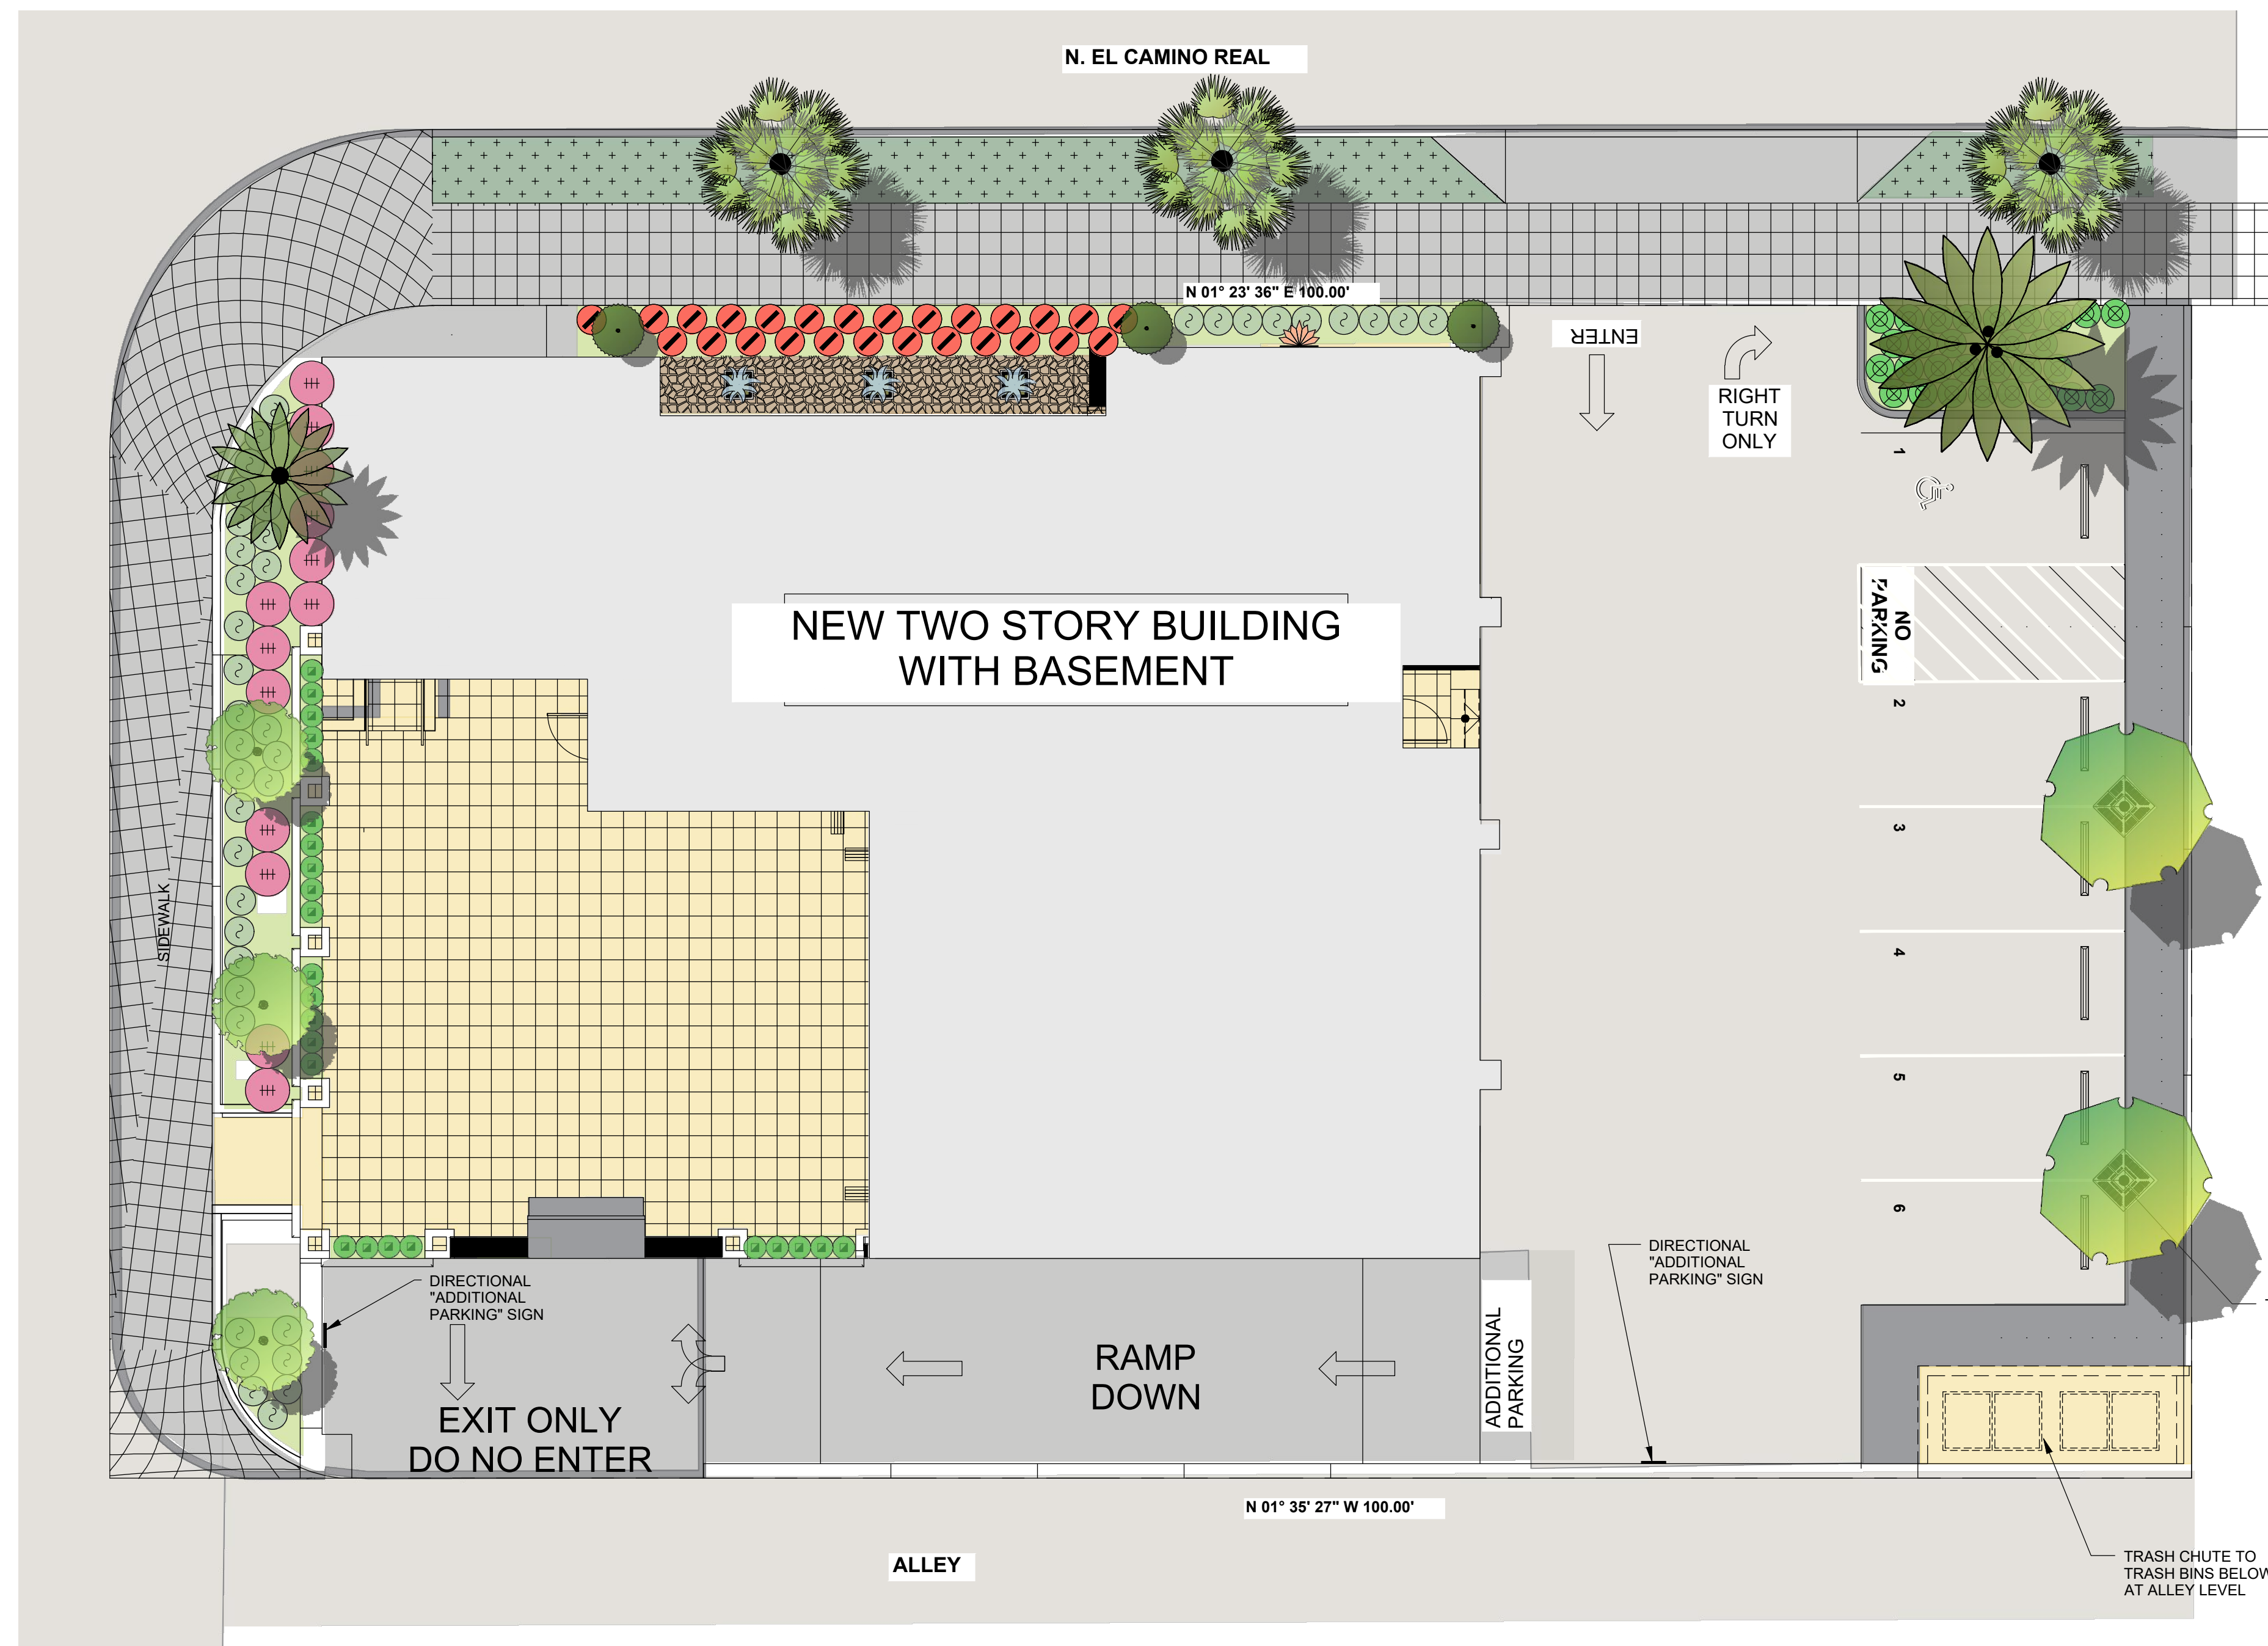 N. EL CAMINO REAL
N 01° 23' 36" E 100.00'
ENTER
RIGHT
TURN
ONLY
1
NO
PARKING
NEW TWO STORY BUILDING
WITH BASEMENT
2
3
4
5
6
SIDEWALK
DIRECTIONAL
"ADDITIONAL
PARKING" SIGN
DIRECTIONAL
"ADDITIONAL
PARKING" SIGN
RAMP
DOWN
ADDITIONAL
PARKING
EXIT ONLY
DO NO ENTER
N 01° 35' 27" W 100.00'
ALLEY
TRASH CHUTE TO
TRASH BINS BELOW
AT ALLEY LEVEL